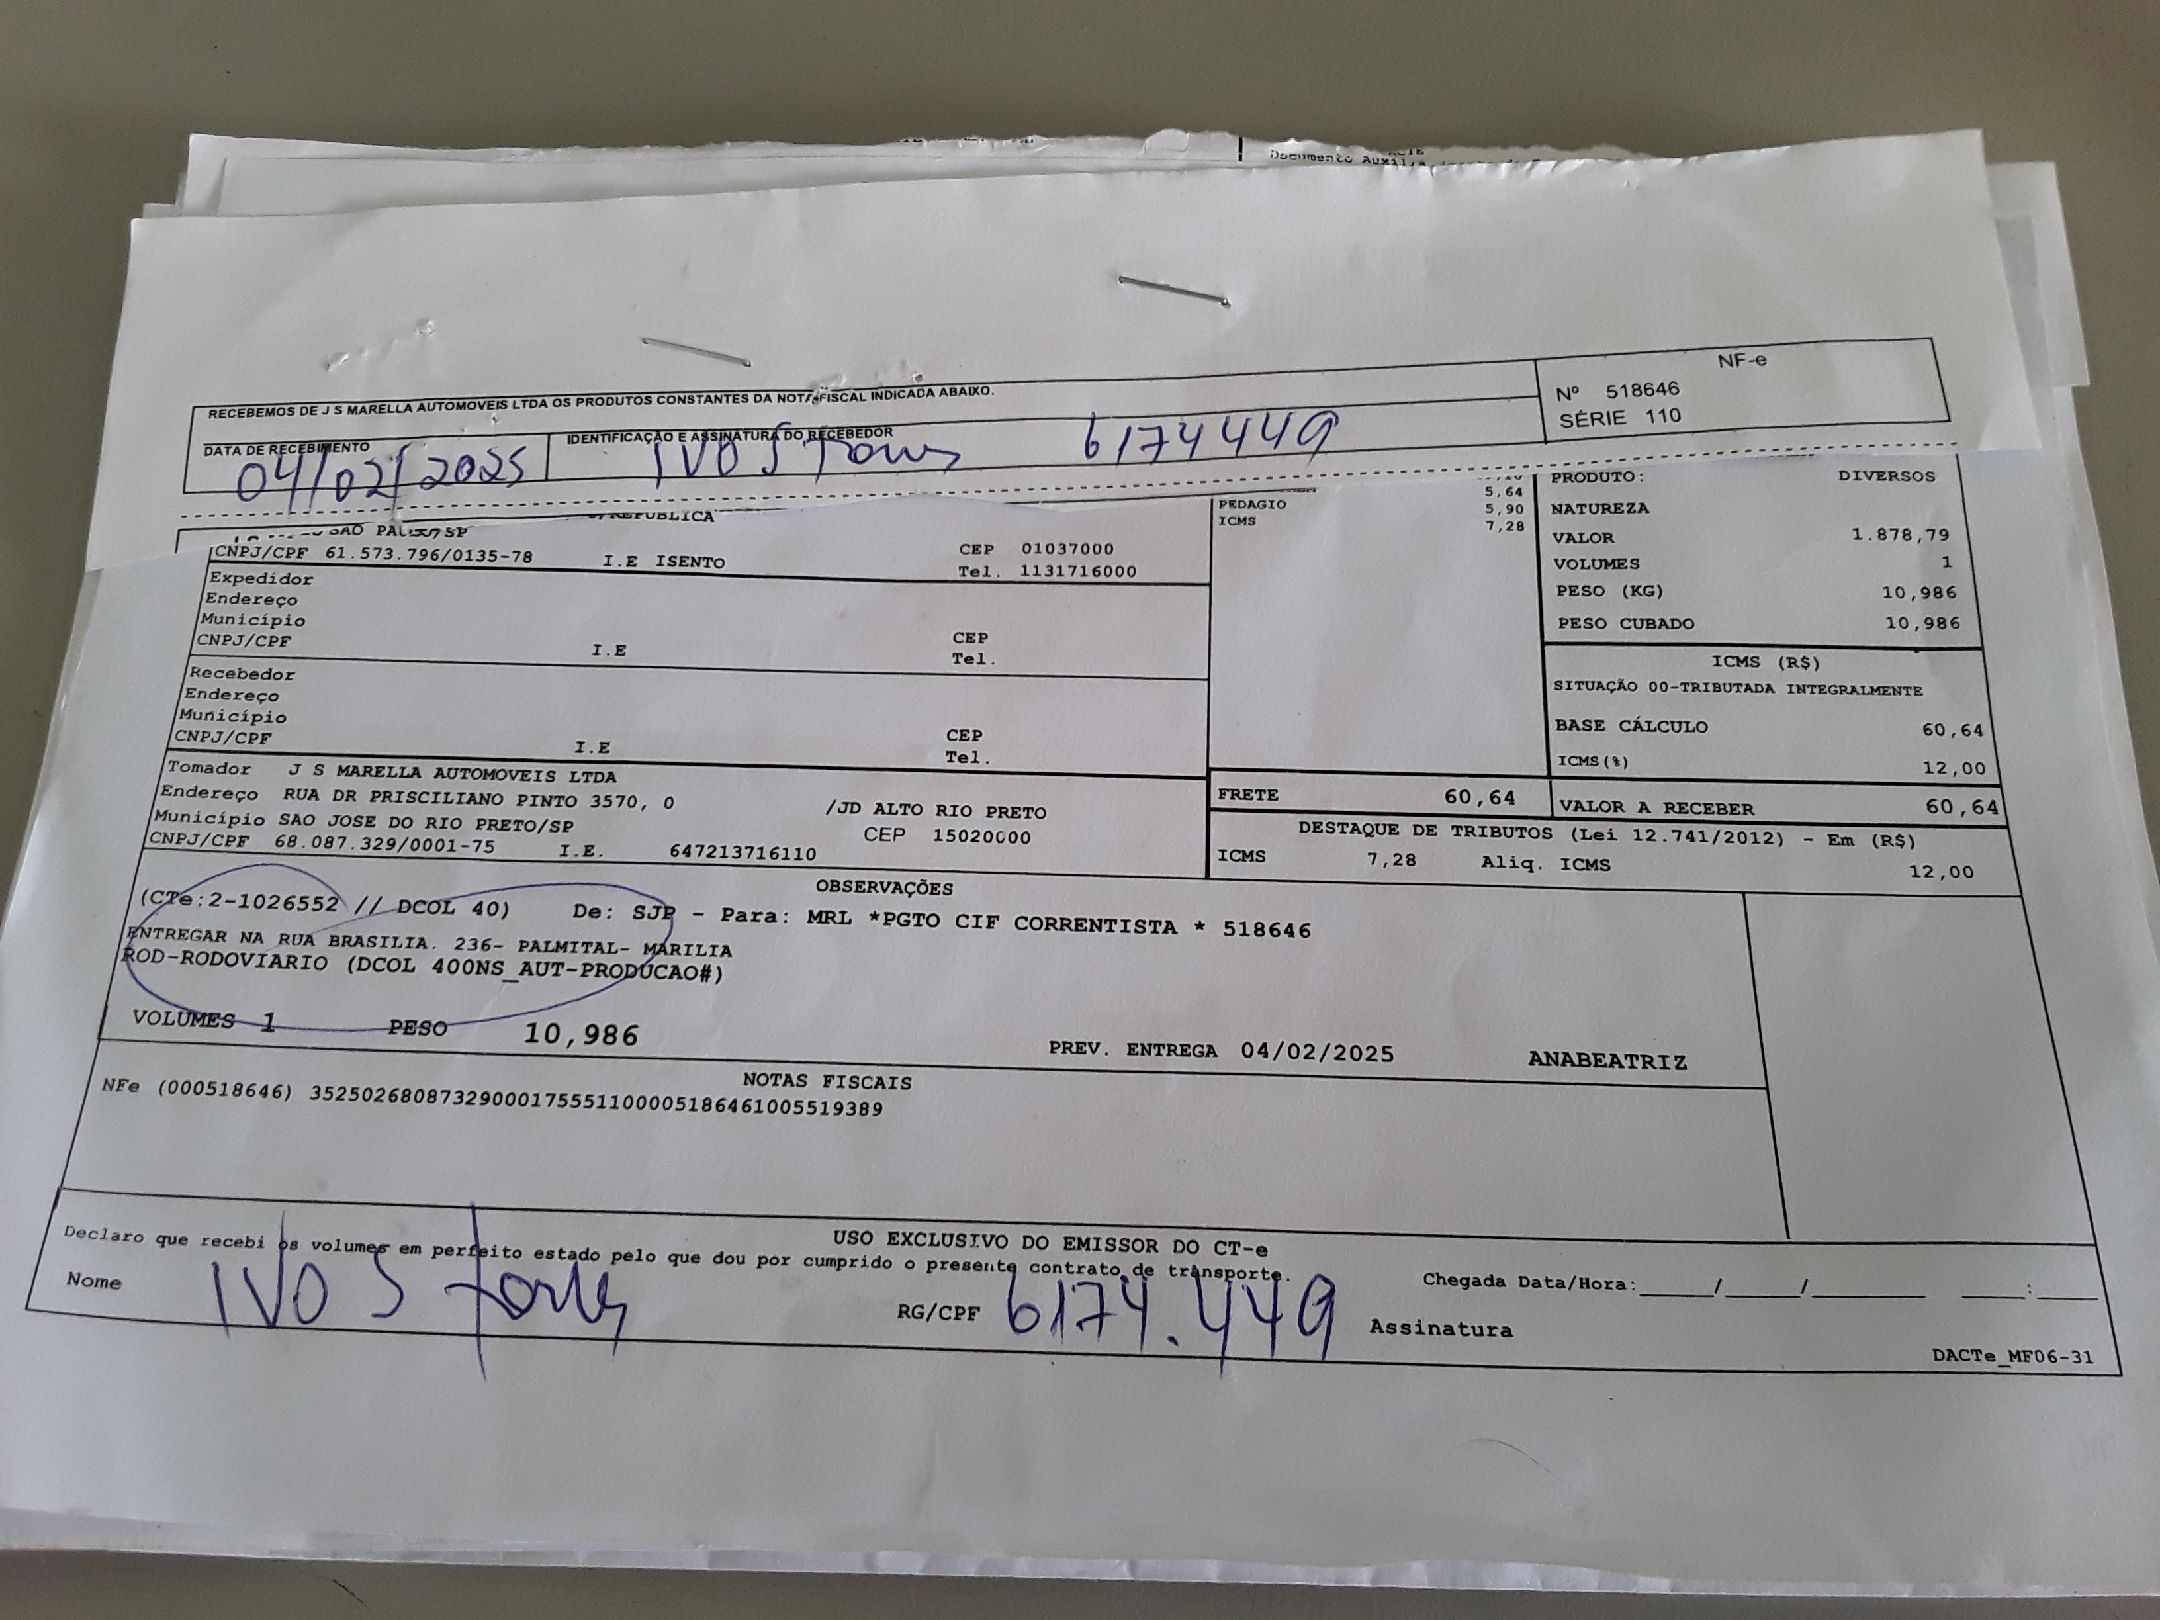 Documento Auxilia
RECEBEMOS DE J S MARELLA AUTOMOVEIS LTDA OS PRODUTOS CONSTANTES DA NOTA FISCAL INDICADA ABAIXO.
NF-e
Nº 518646
SÉRIE 110
DATA DE RECEBIMENTO
IDENTIFICAÇÃO E ASSINATURA DO RECEBEDOR
04/02/2025
IVO S 6174449
/REPUBLICA
SAO PAULO/SP
CNPJ/CPF 61.573.796/0135-78 I.E ISENTO
CEP 01037000
Tel. 1131716000
Expedidor
Endereço
Município
CNPJ/CPF I.E
CEP
Tel.
Recebedor
Endereço
Município
CNPJ/CPF I.E
CEP
Tel.
Tomador J S MARELLA AUTOMOVEIS LTDA
Endereço RUA DR PRISCILIANO PINTO 3570, 0 /JD ALTO RIO PRETO
Município SAO JOSE DO RIO PRETO/SP CEP 15020000
CNPJ/CPF 68.087.329/0001-75 I.E. 647213716110
5,64
PEDAGIO 5,90
ICMS 7,28
PRODUTO: DIVERSOS
NATUREZA
VALOR 1.878,79
VOLUMES 1
PESO (KG) 10,986
PESO CUBADO 10,986
ICMS (R$)
SITUAÇÃO 00-TRIBUTADA INTEGRALMENTE
BASE CÁLCULO 60,64
ICMS(%) 12,00
FRETE 60,64
VALOR A RECEBER 60,64
DESTAQUE DE TRIBUTOS (Lei 12.741/2012) - Em (R$)
ICMS 7,28 Aliq. ICMS 12,00
OBSERVAÇÕES
(CTe:2-1026552 // DCOL 40) De: SJP - Para: MRL *PGTO CIF CORRENTISTA * 518646
ENTREGAR NA RUA BRASILIA. 236- PALMITAL- MARILIA
ROD-RODOVIARIO (DCOL 400NS_AUT-PRODUCAO#)
VOLUMES 1 PESO 10,986
PREV. ENTREGA 04/02/2025 ANABEATRIZ
NOTAS FISCAIS
NFe (000518646) 35250268087329000175551100005186461005519389
USO EXCLUSIVO DO EMISSOR DO CT-e
Declaro que recebi os volumes em perfeito estado pelo que dou por cumprido o presente contrato de transporte.
Nome IVO S
RG/CPF 6174.449
Chegada Data/Hora:_____/_____/________ ____:____
Assinatura
DACTe_MF06-31